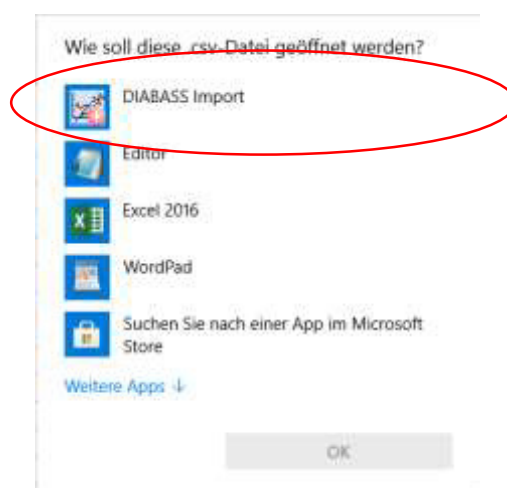 Wie soll diese .csv-Datei geöffnet werden?
DIABASS Import
Editor
Excel 2016
WordPad
Suchen Sie nach einer App im Microsoft
Store
Weitere Apps ↓
OK